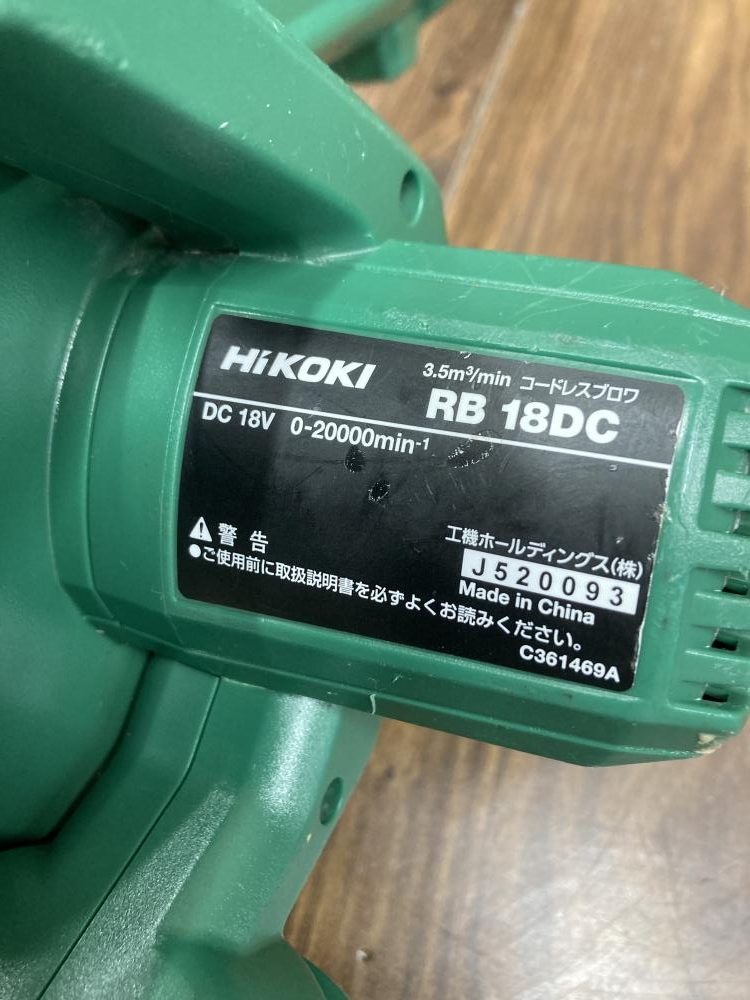 HiKOKI
3.5m³/min コードレスブロワ
RB 18DC
DC 18V 0-20000min⁻¹
⚠警告
●ご使用前に取扱説明書を必ずよくお読みください。
工機ホールディングス(株)
J520093
Made in China
C361469A